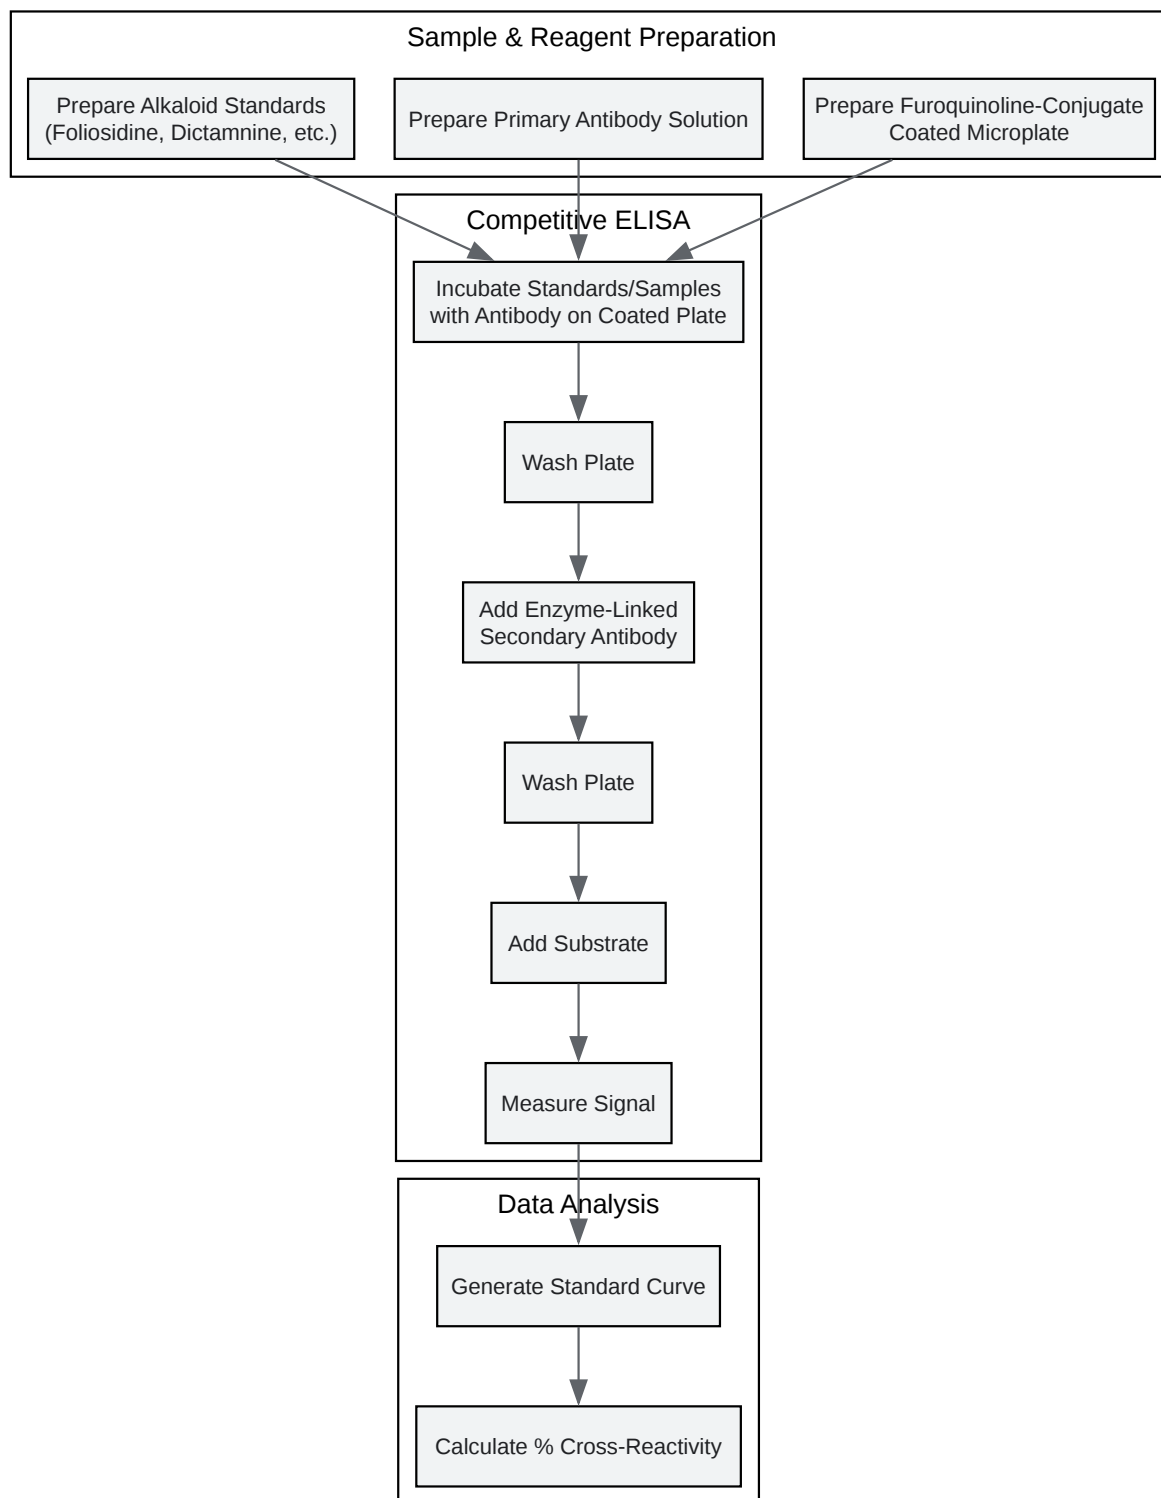 Sample & Reagent Preparation
Prepare Alkaloid Standards
(Foliosidine, Dictamnine, etc.)
Prepare Primary Antibody Solution
Prepare Furoquinoline-Conjugate
Coated Microplate
Competitive ELISA
Incubate Standards/Samples
with Antibody on Coated Plate
Wash Plate
Add Enzyme-Linked
Secondary Antibody
Wash Plate
Add Substrate
Measure Signal
Data Analysis
Generate Standard Curve
Calculate % Cross-Reactivity